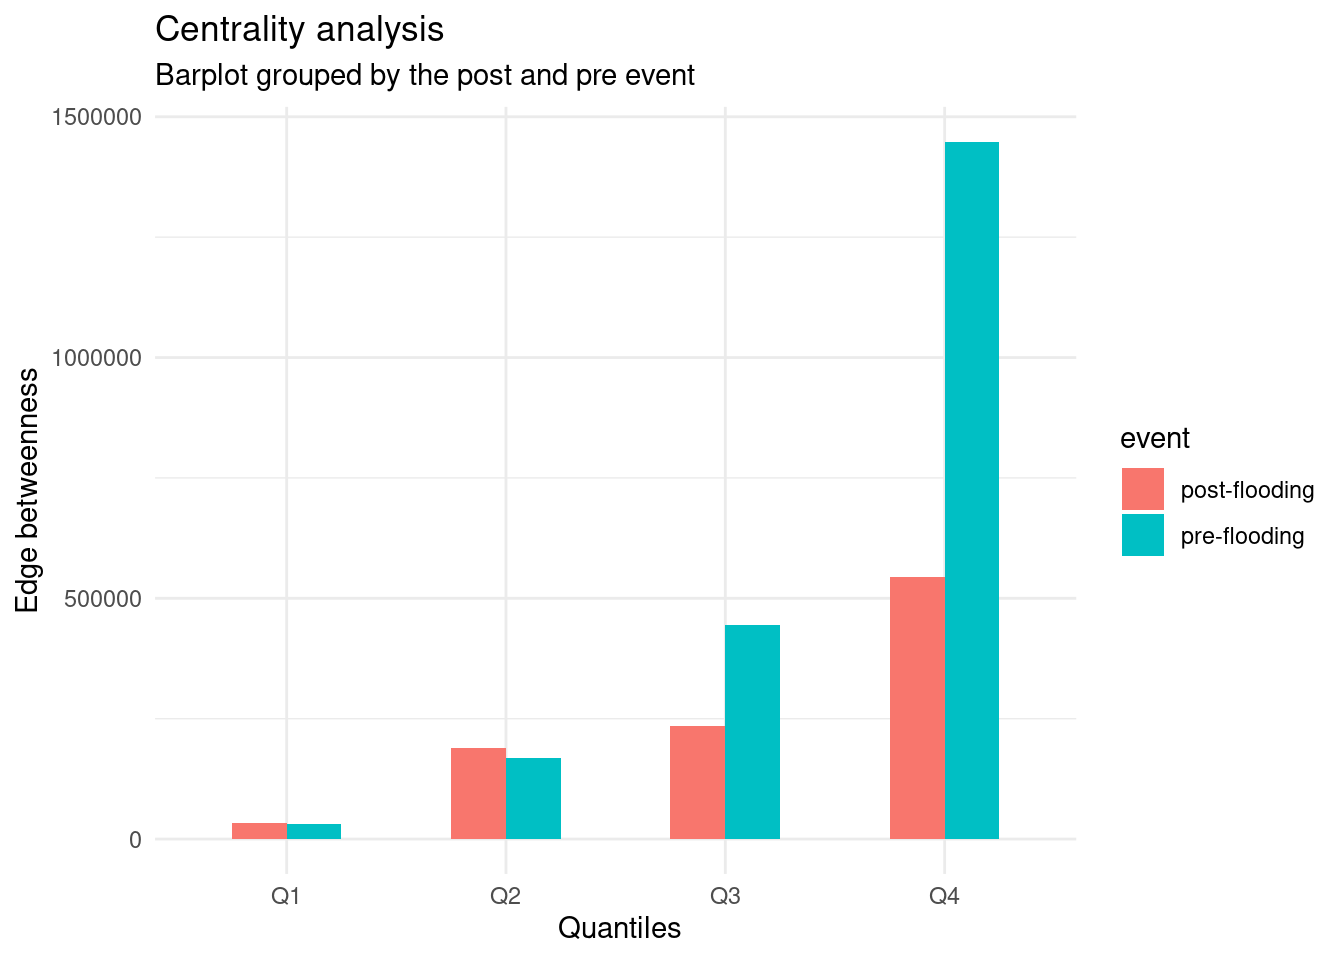 Centrality analysis
Barplot grouped by the post and pre event
1500000
1000000
500000
0
Edge betweenness
Q1 Q2 Q3 Q4
Quantiles
event
post-flooding
pre-flooding